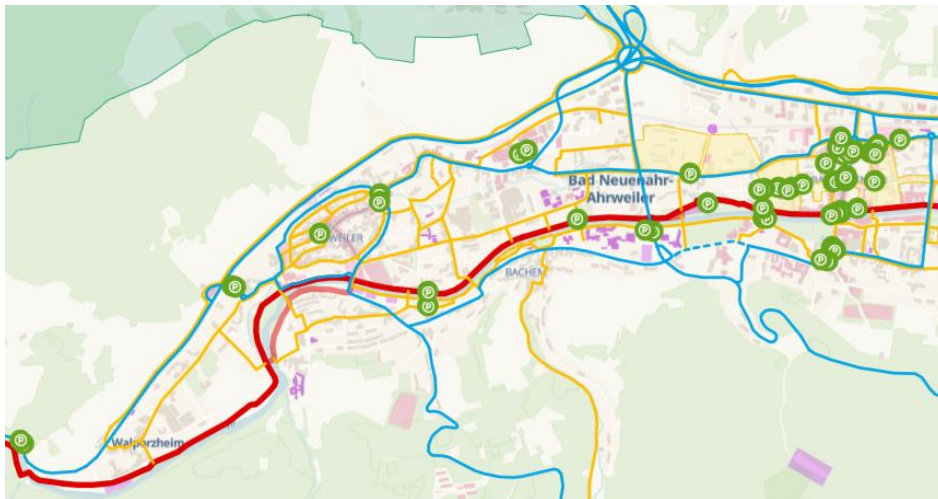 Bad Neuenahr-
Ahrweiler
WEILER
BACHEM
Walporzheim